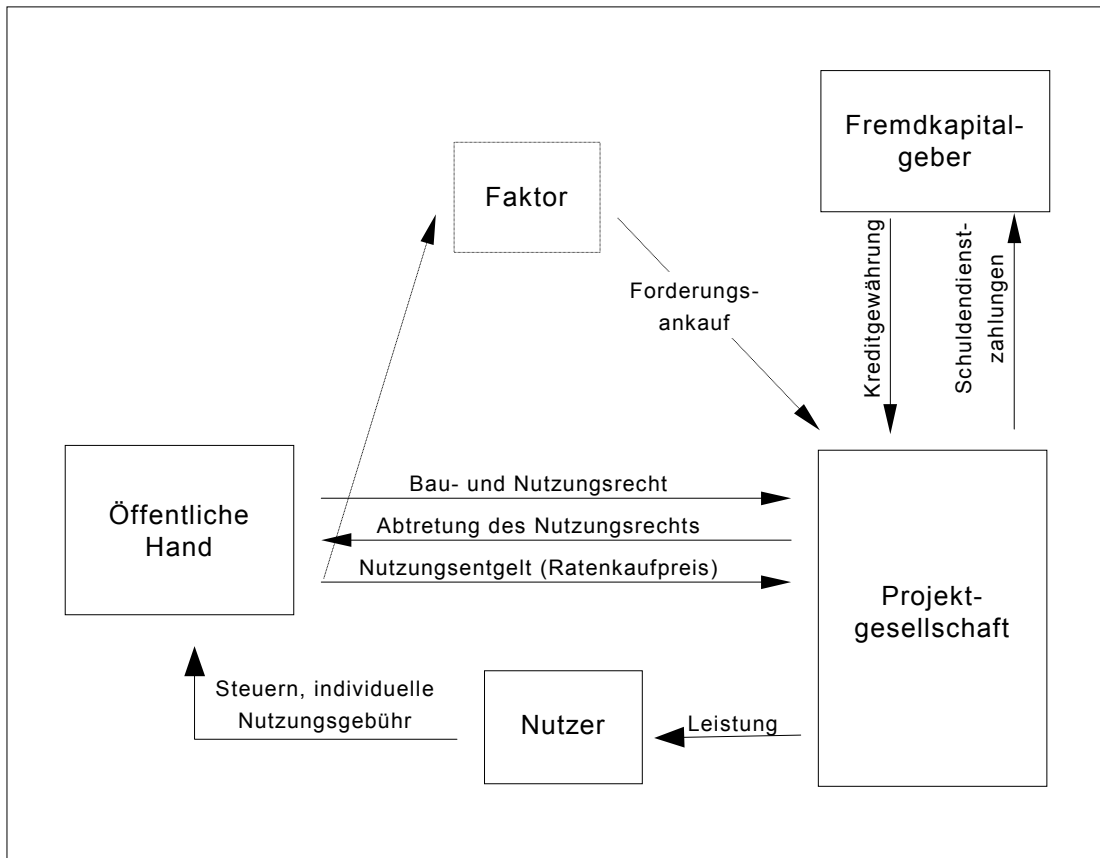 Fremdkapital-
geber
Faktor
Kreditgewährung
Schuldendienst-
zahlungen
Forderungs-
ankauf
Öffentliche
Hand
Bau- und Nutzungsrecht
Abtretung des Nutzungsrechts
Nutzungsentgelt (Ratenkaufpreis)
Projekt-
gesellschaft
Steuern, individuelle
Nutzungsgebühr
Nutzer
Leistung